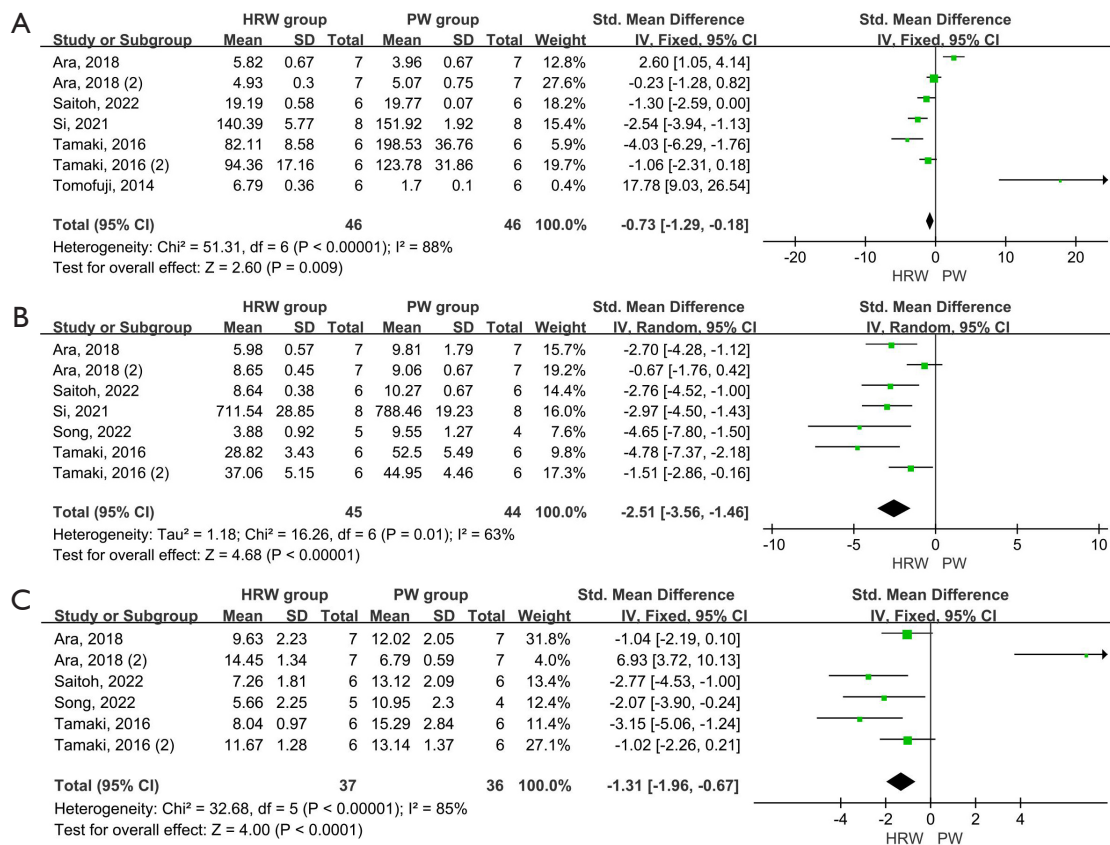 A
HRW group PW group Std. Mean Difference Std. Mean Difference
Study or Subgroup Mean SD Total Mean SD Total Weight IV, Fixed, 95% CI IV, Fixed, 95% CI
Ara, 2018 5.82 0.67 7 3.96 0.67 7 12.8% 2.60 [1.05, 4.14]
Ara, 2018 (2) 4.93 0.3 7 5.07 0.75 7 27.6% -0.23 [-1.28, 0.82]
Saitoh, 2022 19.19 0.58 6 19.77 0.07 6 18.2% -1.30 [-2.59, 0.00]
Si, 2021 140.39 5.77 8 151.92 1.92 8 15.4% -2.54 [-3.94, -1.13]
Tamaki, 2016 82.11 8.58 6 198.53 36.76 6 5.9% -4.03 [-6.29, -1.76]
Tamaki, 2016 (2) 94.36 17.16 6 123.78 31.86 6 19.7% -1.06 [-2.31, 0.18]
Tomofuji, 2014 6.79 0.36 6 1.7 0.1 6 0.4% 17.78 [9.03, 26.54]
Total (95% CI) 46 46 100.0% -0.73 [-1.29, -0.18]
Heterogeneity: Chi² = 51.31, df = 6 (P < 0.00001); I² = 88%
Test for overall effect: Z = 2.60 (P = 0.009)
-20 -10 0 10 20
HRW PW
B
HRW group PW group Std. Mean Difference Std. Mean Difference
Study or Subgroup Mean SD Total Mean SD Total Weight IV, Random, 95% CI IV, Random, 95% CI
Ara, 2018 5.98 0.57 7 9.81 1.79 7 15.7% -2.70 [-4.28, -1.12]
Ara, 2018 (2) 8.65 0.45 7 9.06 0.67 7 19.2% -0.67 [-1.76, 0.42]
Saitoh, 2022 8.64 0.38 6 10.27 0.67 6 14.4% -2.76 [-4.52, -1.00]
Si, 2021 711.54 28.85 8 788.46 19.23 8 16.0% -2.97 [-4.50, -1.43]
Song, 2022 3.88 0.92 5 9.55 1.27 4 7.6% -4.65 [-7.80, -1.50]
Tamaki, 2016 28.82 3.43 6 52.5 5.49 6 9.8% -4.78 [-7.37, -2.18]
Tamaki, 2016 (2) 37.06 5.15 6 44.95 4.46 6 17.3% -1.51 [-2.86, -0.16]
Total (95% CI) 45 44 100.0% -2.51 [-3.56, -1.46]
Heterogeneity: Tau² = 1.18; Chi² = 16.26, df = 6 (P = 0.01); I² = 63%
Test for overall effect: Z = 4.68 (P < 0.00001)
-10 -5 0 5 10
HRW PW
C
HRW group PW group Std. Mean Difference Std. Mean Difference
Study or Subgroup Mean SD Total Mean SD Total Weight IV, Fixed, 95% CI IV, Fixed, 95% CI
Ara, 2018 9.63 2.23 7 12.02 2.05 7 31.8% -1.04 [-2.19, 0.10]
Ara, 2018 (2) 14.45 1.34 7 6.79 0.59 7 4.0% 6.93 [3.72, 10.13]
Saitoh, 2022 7.26 1.81 6 13.12 2.09 6 13.4% -2.77 [-4.53, -1.00]
Song, 2022 5.66 2.25 5 10.95 2.3 4 12.4% -2.07 [-3.90, -0.24]
Tamaki, 2016 8.04 0.97 6 15.29 2.84 6 11.4% -3.15 [-5.06, -1.24]
Tamaki, 2016 (2) 11.67 1.28 6 13.14 1.37 6 27.1% -1.02 [-2.26, 0.21]
Total (95% CI) 37 36 100.0% -1.31 [-1.96, -0.67]
Heterogeneity: Chi² = 32.68, df = 5 (P < 0.00001); I² = 85%
Test for overall effect: Z = 4.00 (P < 0.0001)
-4 -2 0 2 4
HRW PW